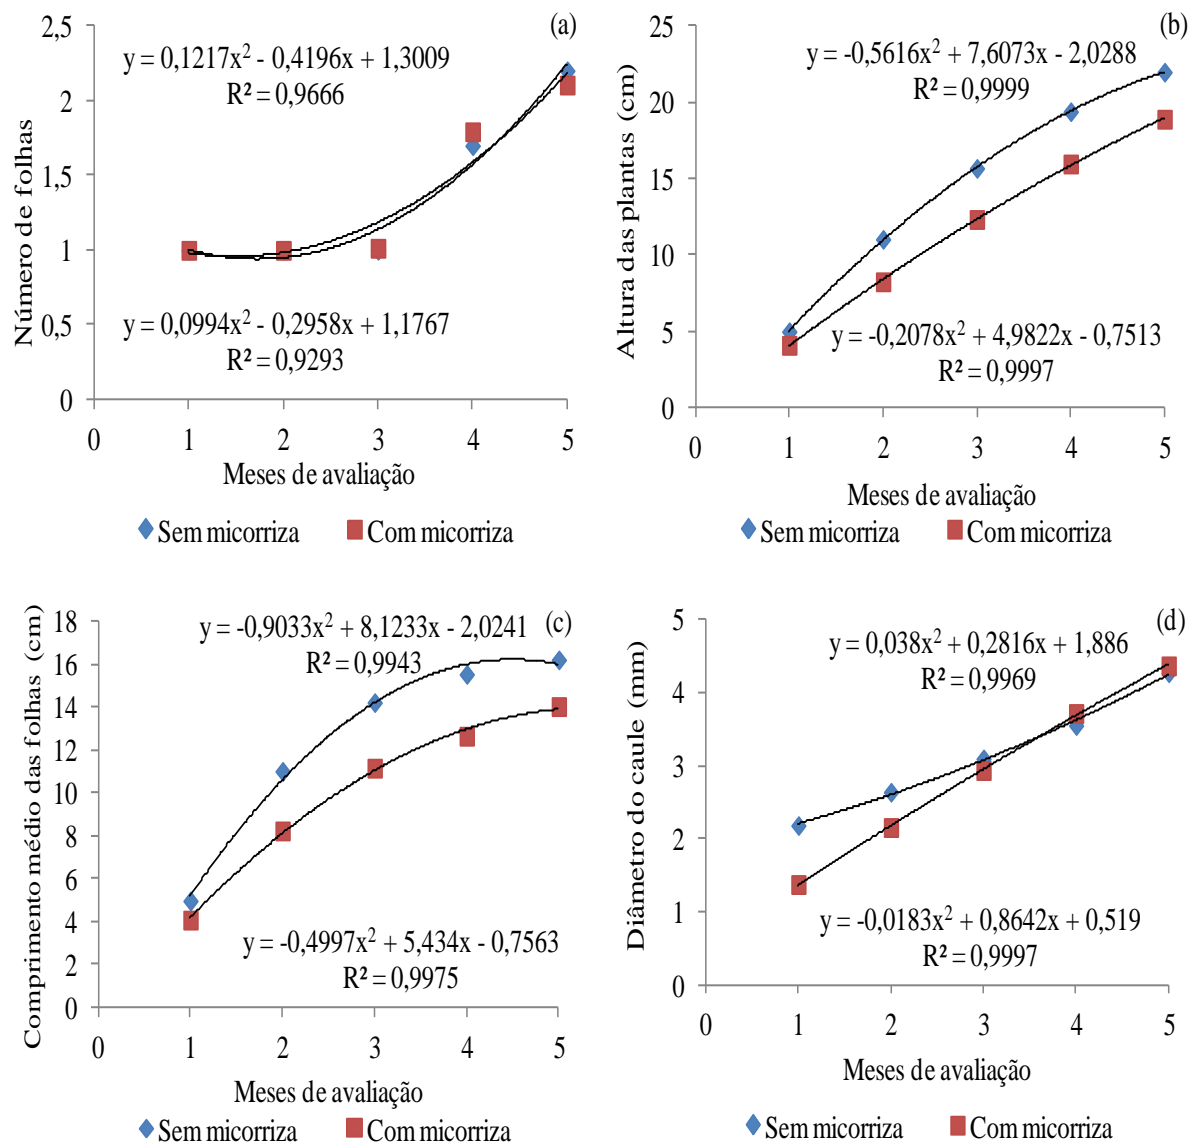 (a)
y = 0,1217x² - 0,4196x + 1,3009
R² = 0,9666
y = 0,0994x² - 0,2958x + 1,1767
R² = 0,9293
Número de folhas
2,5
2
1,5
1
0,5
0
0 1 2 3 4 5
Meses de avaliação
Sem micorriza Com micorriza
(b)
y = -0,5616x² + 7,6073x - 2,0288
R² = 0,9999
y = -0,2078x² + 4,9822x - 0,7513
R² = 0,9997
Altura das plantas (cm)
25
20
15
10
5
0
0 1 2 3 4 5
Meses de avaliação
Sem micorriza Com micorriza
(c)
y = -0,9033x² + 8,1233x - 2,0241
R² = 0,9943
y = -0,4997x² + 5,434x - 0,7563
R² = 0,9975
Comprimento médio das folhas (cm)
18
16
14
12
10
8
6
4
2
0
0 1 2 3 4 5
Meses de avaliação
Sem micorriza Com micorriza
(d)
y = 0,038x² + 0,2816x + 1,886
R² = 0,9969
y = -0,0183x² + 0,8642x + 0,519
R² = 0,9997
Diâmetro do caule (mm)
5
4
3
2
1
0
0 1 2 3 4 5
Meses de avaliação
Sem micorriza Com micorriza